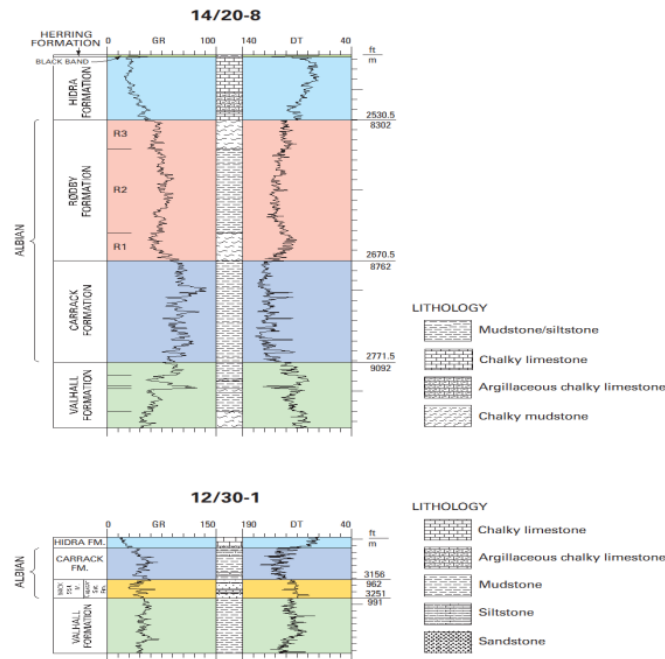 14/20-8
HERRING FORMATION
0 GR 100 140 DT 40
ft
m
BLACK BAND
HIDRA FORMATION
2530.5
8302
ALBIAN
RØDBY FORMATION
R3
R2
R1
2670.5
8762
CARRACK FORMATION
2771.5
9092
VALHALL FORMATION
LITHOLOGY
Mudstone/siltstone
Chalky limestone
Argillaceous chalky limestone
Chalky mudstone
12/30-1
0 GR 150 190 DT 40
ft
m
HIDRA FM.
ALBIAN
CARRACK FM.
3156
962
3251
991
VALHALL FORMATION
LITHOLOGY
Chalky limestone
Argillaceous chalky limestone
Mudstone
Siltstone
Sandstone